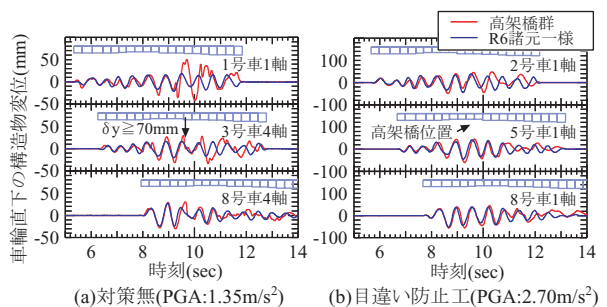 高架橋群
R6諸元一様
車輪直下の構造物変位(mm)
50
0
-50
1号車1軸
50
0
-50
δy≧70mm
3号車4軸
50
0
-50
8号車4軸
6 8 10 12 14
時刻(sec)
(a)対策無(PGA:1.35m/s²)
100
0
-100
2号車1軸
100
0
-100
高架橋位置
5号車1軸
100
0
-100
8号車1軸
6 8 10 12 14
時刻(sec)
(b)目違い防止工(PGA:2.70m/s²)